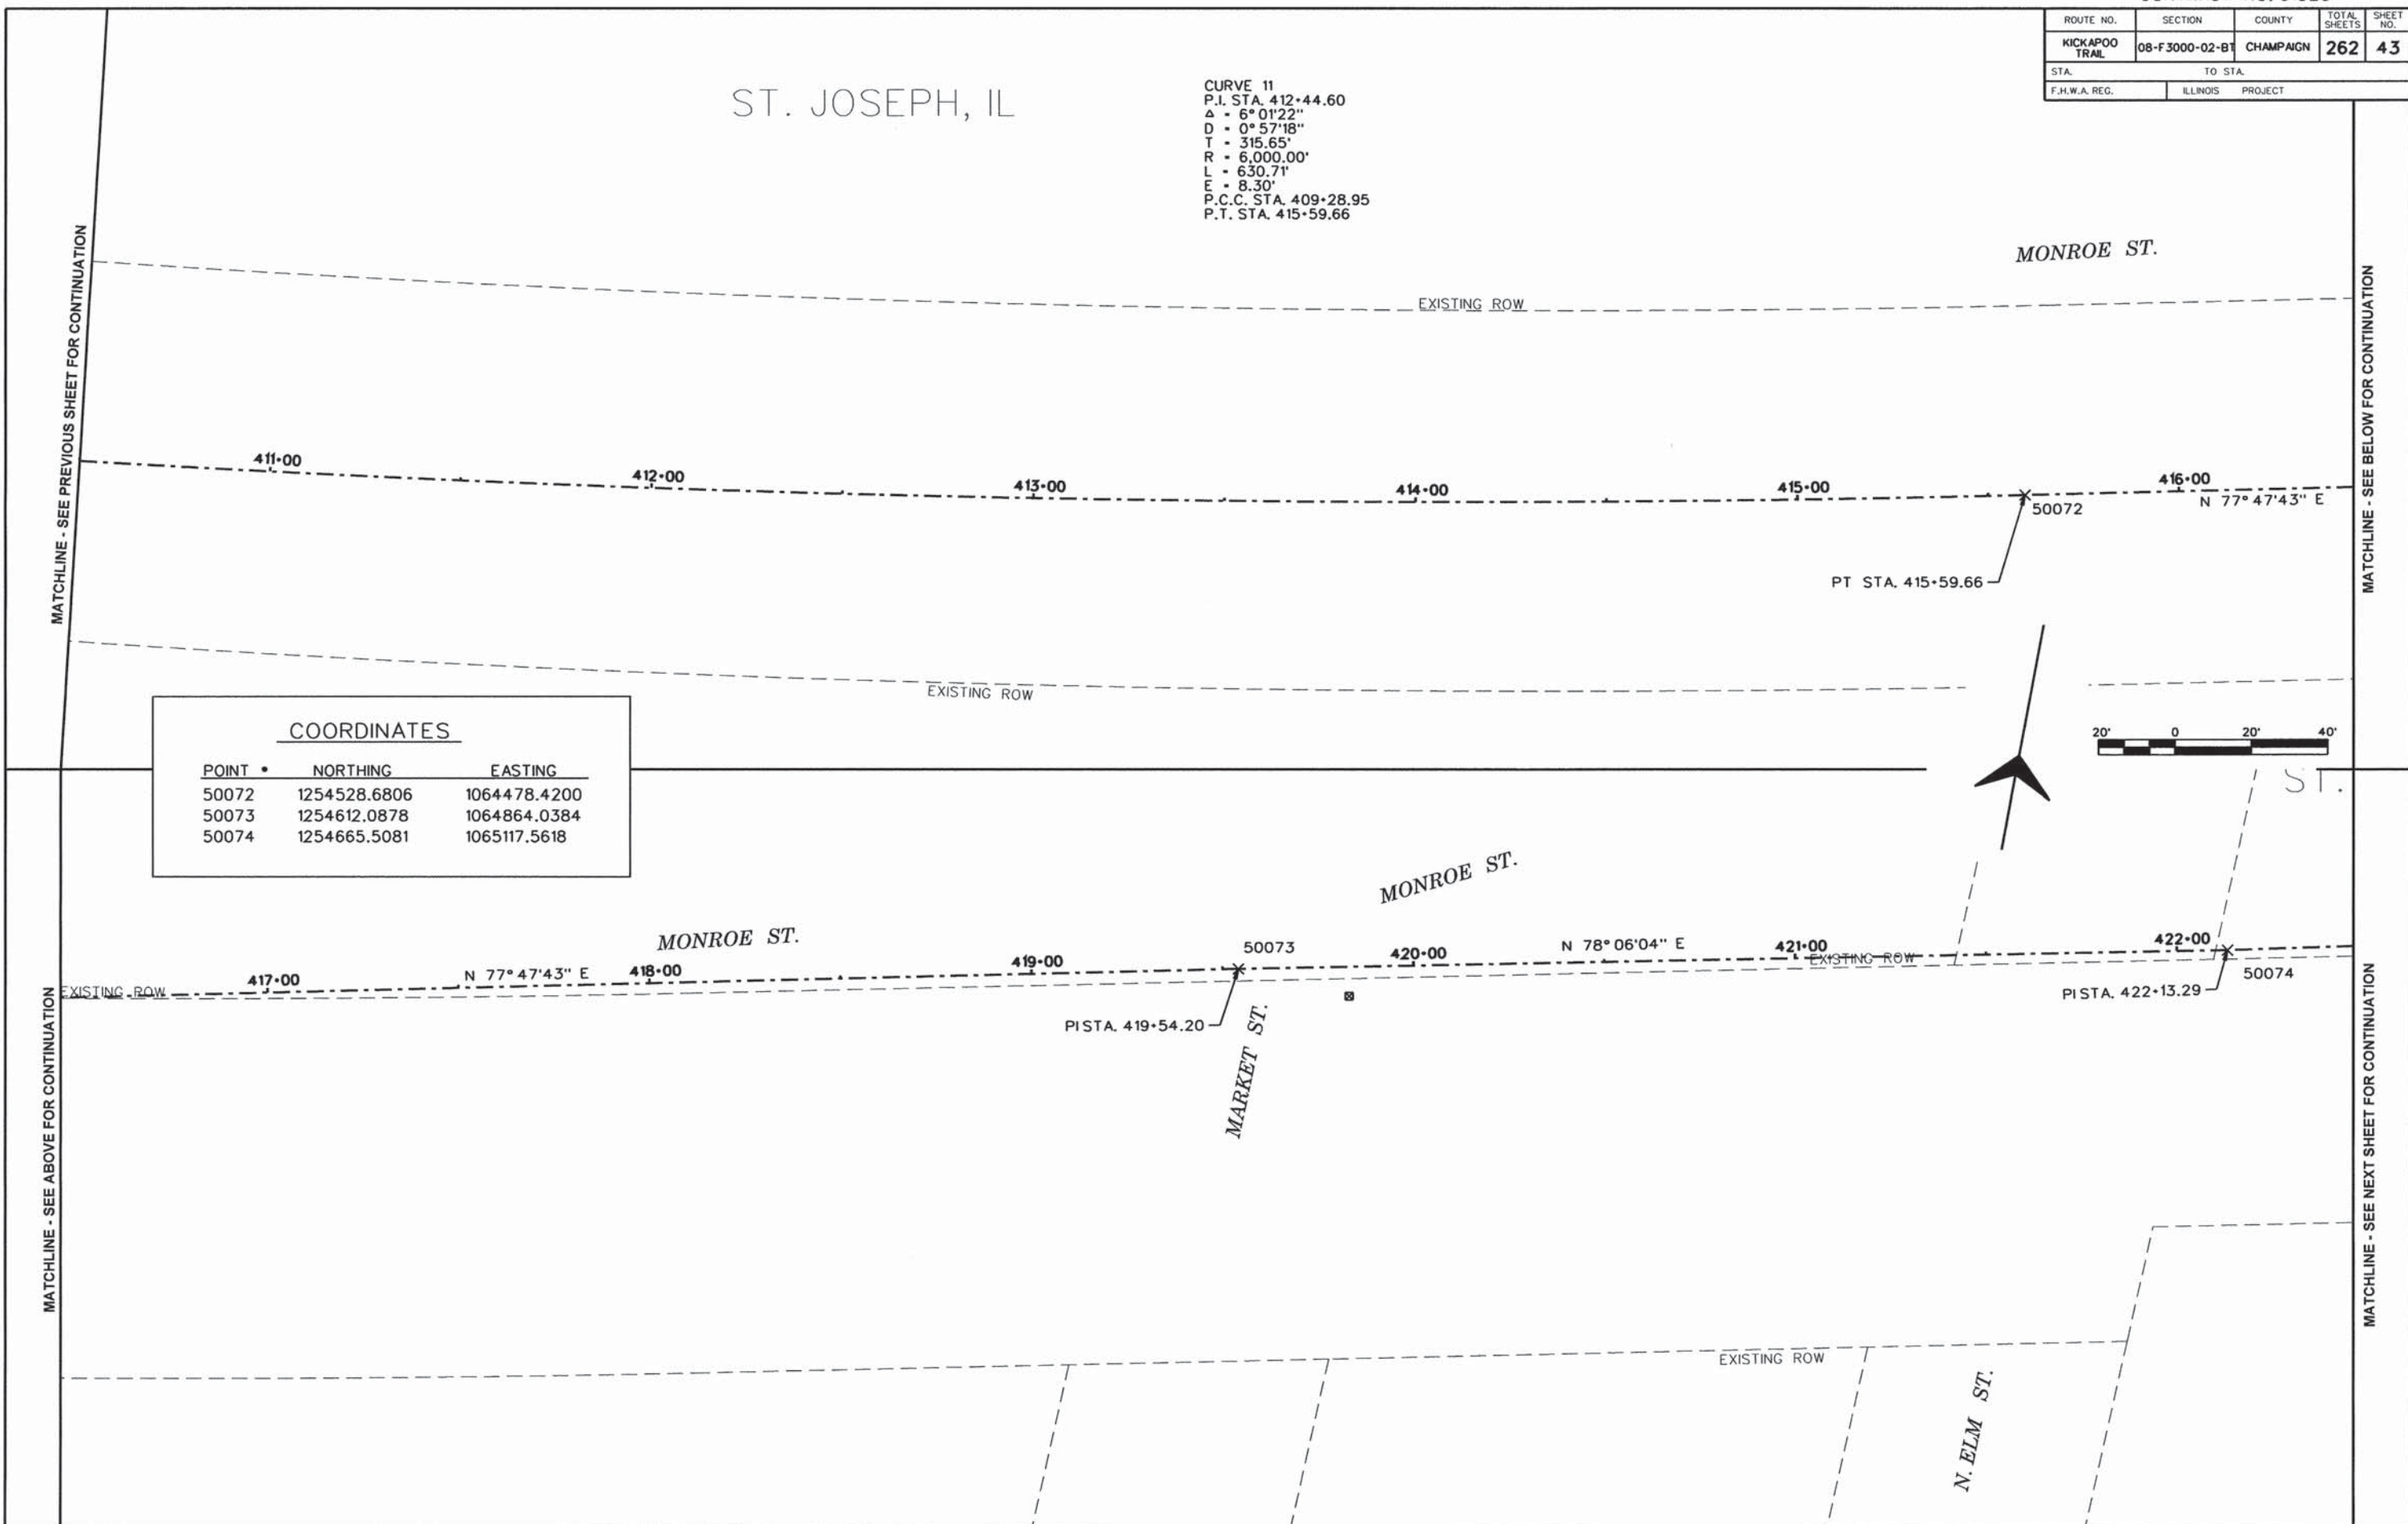 ROUTE NO. SECTION COUNTY TOTAL SHEETS SHEET NO.
KICKAPOO TRAIL 08-F3000-02-BT CHAMPAIGN 262 43
STA. TO STA.
F.H.W.A. REG. ILLINOIS PROJECT
ST. JOSEPH, IL
CURVE 11
P.I. STA. 412+44.60
Δ = 6°01'22"
D = 0°57'18"
T = 315.65'
R = 6,000.00'
L = 630.71'
E = 8.30'
P.C.C. STA. 409+28.95
P.T. STA. 415+59.66
MONROE ST.
MATCHLINE - SEE PREVIOUS SHEET FOR CONTINUATION
MATCHLINE - SEE BELOW FOR CONTINUATION
EXISTING ROW
411+00
412+00
413+00
414+00
415+00
416+00
N 77°47'43" E
50072
PT STA. 415+59.66
EXISTING ROW
COORDINATES
POINT • NORTHING EASTING
50072 1254528.6806 1064478.4200
50073 1254612.0878 1064864.0384
50074 1254665.5081 1065117.5618
20' 0 20' 40'
ST.
MONROE ST.
MONROE ST.
EXISTING ROW
417+00
N 77°47'43" E
418+00
419+00
50073
420+00
N 78°06'04" E
421+00
EXISTING ROW
422+00
50074
PI STA. 419+54.20
PI STA. 422+13.29
MARKET ST.
MATCHLINE - SEE ABOVE FOR CONTINUATION
MATCHLINE - SEE NEXT SHEET FOR CONTINUATION
EXISTING ROW
N. ELM ST.